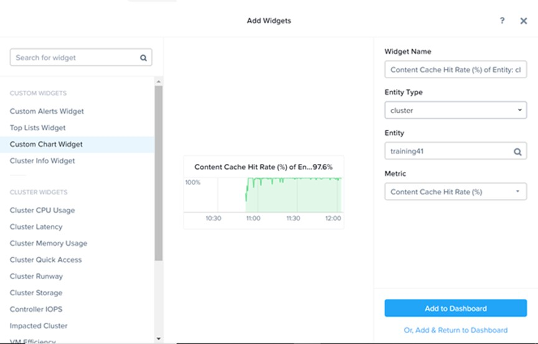 Add Widgets
?
Search for widget
CUSTOM WIDGETS
Custom Alerts Widget
Top Lists Widget
Custom Chart Widget
Cluster Info Widget
CLUSTER WIDGETS
Cluster CPU Usage
Cluster Latency
Cluster Memory Usage
Cluster Quick Access
Cluster Runway
Cluster Storage
Controller IOPS
Impacted Cluster
VM Efficiency
Content Cache Hit Rate (%) of En...97.6%
100%
10:30 11:00 11:30 12:00
Widget Name
Content Cache Hit Rate (%) of Entity: cl
Entity Type
cluster
Entity
training41
Metric
Content Cache Hit Rate (%)
Add to Dashboard
Or, Add & Return to Dashboard